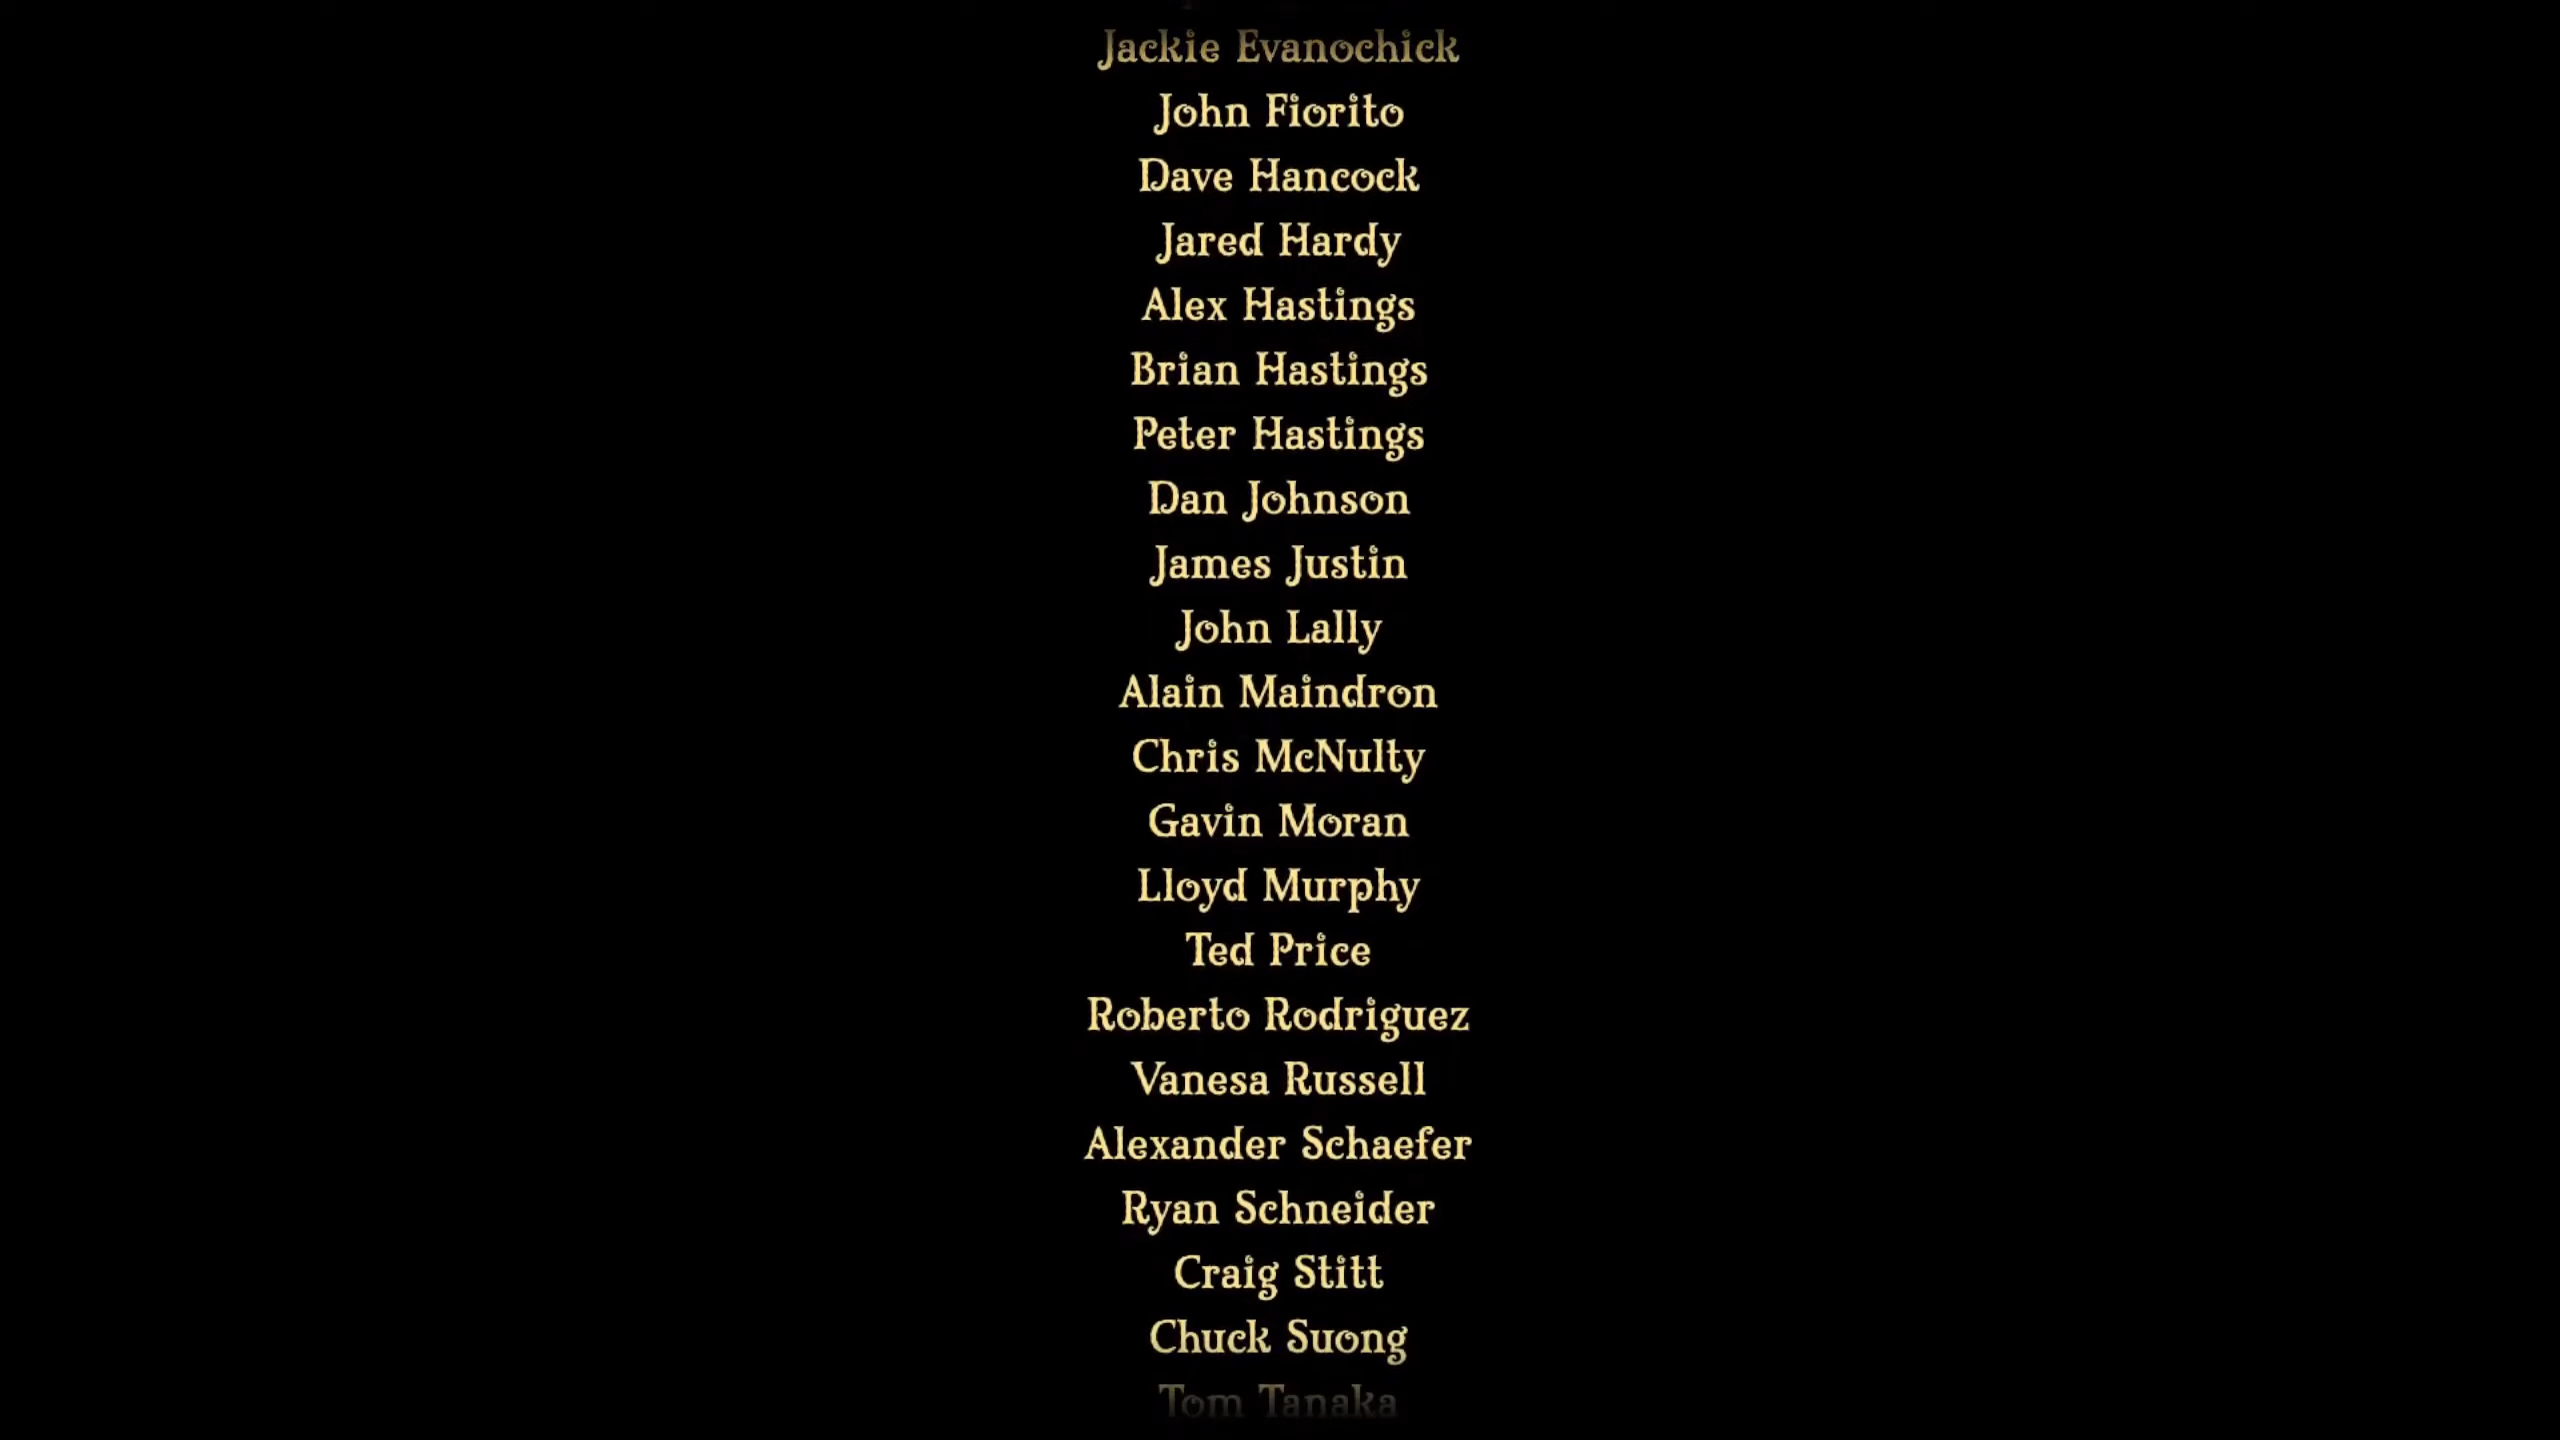 Jackie Evanochick
John Fiorito
Dave Hancock
Jared Hardy
Alex Hastings
Brian Hastings
Peter Hastings
Dan Johnson
James Justin
John Lally
Alain Maindron
Chris McNulty
Gavin Moran
Lloyd Murphy
Ted Price
Roberto Rodriguez
Vanesa Russell
Alexander Schaefer
Ryan Schneider
Craig Stitt
Chuck Suong
Tom Tanaka